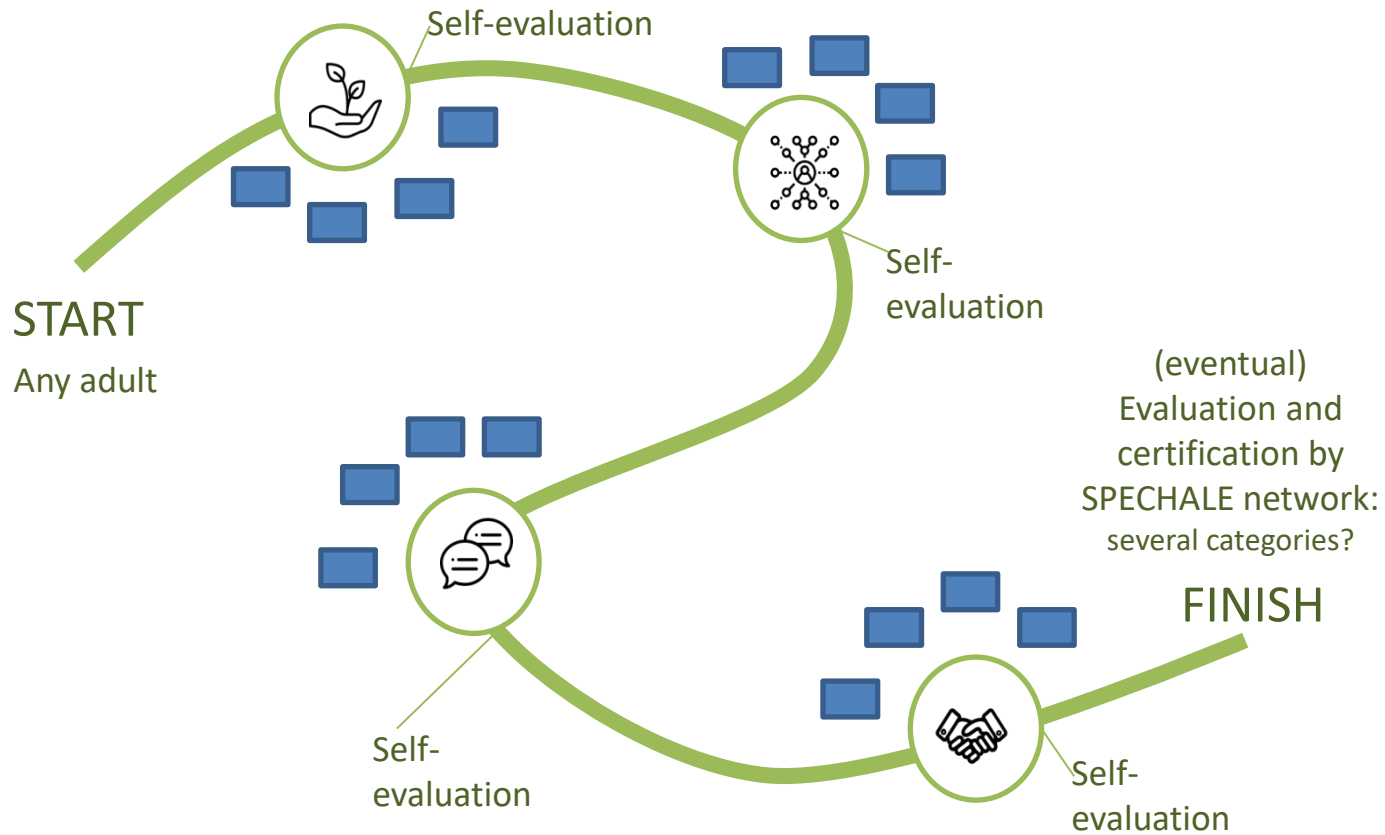 Self-evaluation
START
Any adult
Self-
evaluation
(eventual)
Evaluation and
certification by
SPECHALE network:
several categories?
FINISH
Self-
evaluation
Self-
evaluation